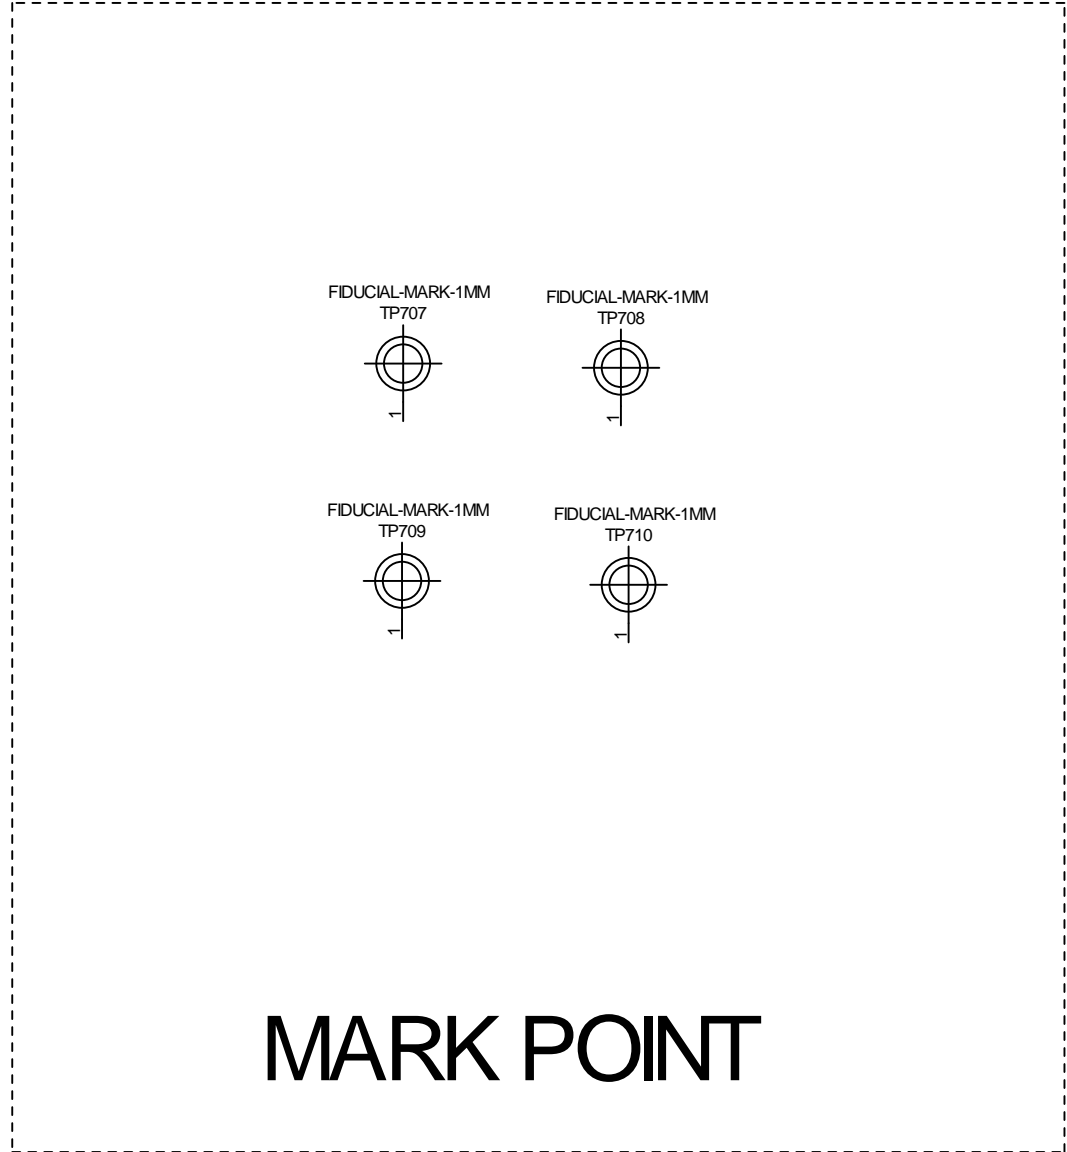 FIDUCIAL-MARK-1MM
TP707
1
FIDUCIAL-MARK-1MM
TP708
1
FIDUCIAL-MARK-1MM
TP709
1
FIDUCIAL-MARK-1MM
TP710
1
MARK POINT